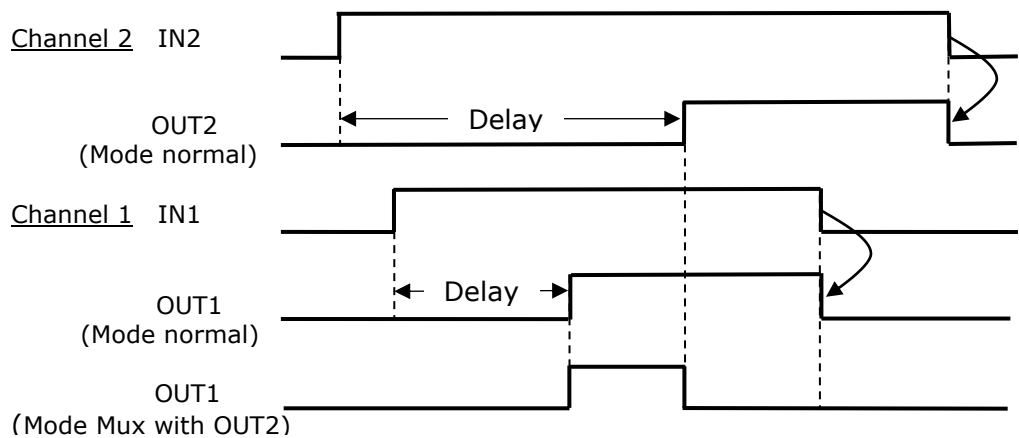 Channel 2 IN2
Delay
OUT2
(Mode normal)
Channel 1 IN1
Delay
OUT1
(Mode normal)
OUT1
(Mode Mux with OUT2)